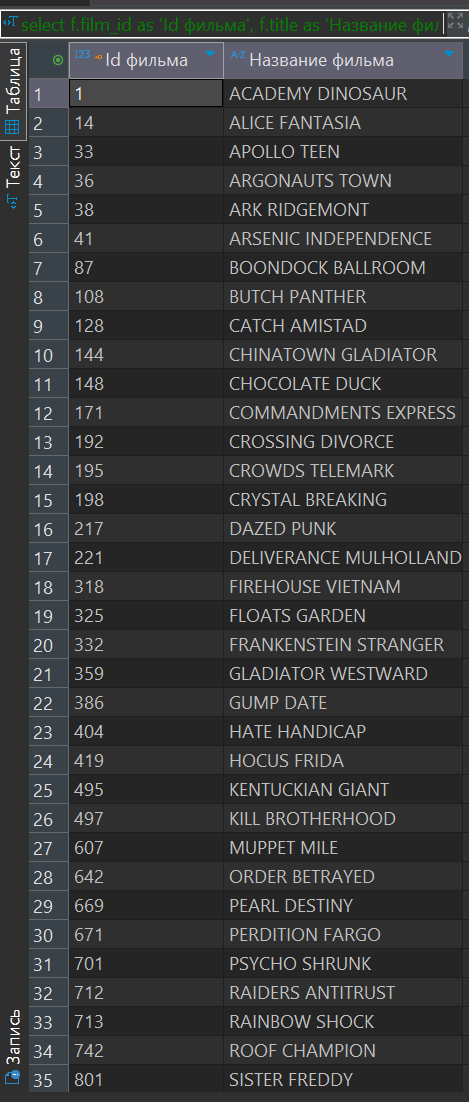 select f.film_id as 'Id фильма', f.title as 'Название фил
Таблица
Текст
Запись
123 Id фильма A-Z Название фильма
1 1 ACADEMY DINOSAUR
2 14 ALICE FANTASIA
3 33 APOLLO TEEN
4 36 ARGONAUTS TOWN
5 38 ARK RIDGEMONT
6 41 ARSENIC INDEPENDENCE
7 87 BOONDOCK BALLROOM
8 108 BUTCH PANTHER
9 128 CATCH AMISTAD
10 144 CHINATOWN GLADIATOR
11 148 CHOCOLATE DUCK
12 171 COMMANDMENTS EXPRESS
13 192 CROSSING DIVORCE
14 195 CROWDS TELEMARK
15 198 CRYSTAL BREAKING
16 217 DAZED PUNK
17 221 DELIVERANCE MULHOLLAND
18 318 FIREHOUSE VIETNAM
19 325 FLOATS GARDEN
20 332 FRANKENSTEIN STRANGER
21 359 GLADIATOR WESTWARD
22 386 GUMP DATE
23 404 HATE HANDICAP
24 419 HOCUS FRIDA
25 495 KENTUCKIAN GIANT
26 497 KILL BROTHERHOOD
27 607 MUPPET MILE
28 642 ORDER BETRAYED
29 669 PEARL DESTINY
30 671 PERDITION FARGO
31 701 PSYCHO SHRUNK
32 712 RAIDERS ANTITRUST
33 713 RAINBOW SHOCK
34 742 ROOF CHAMPION
35 801 SISTER FREDDY